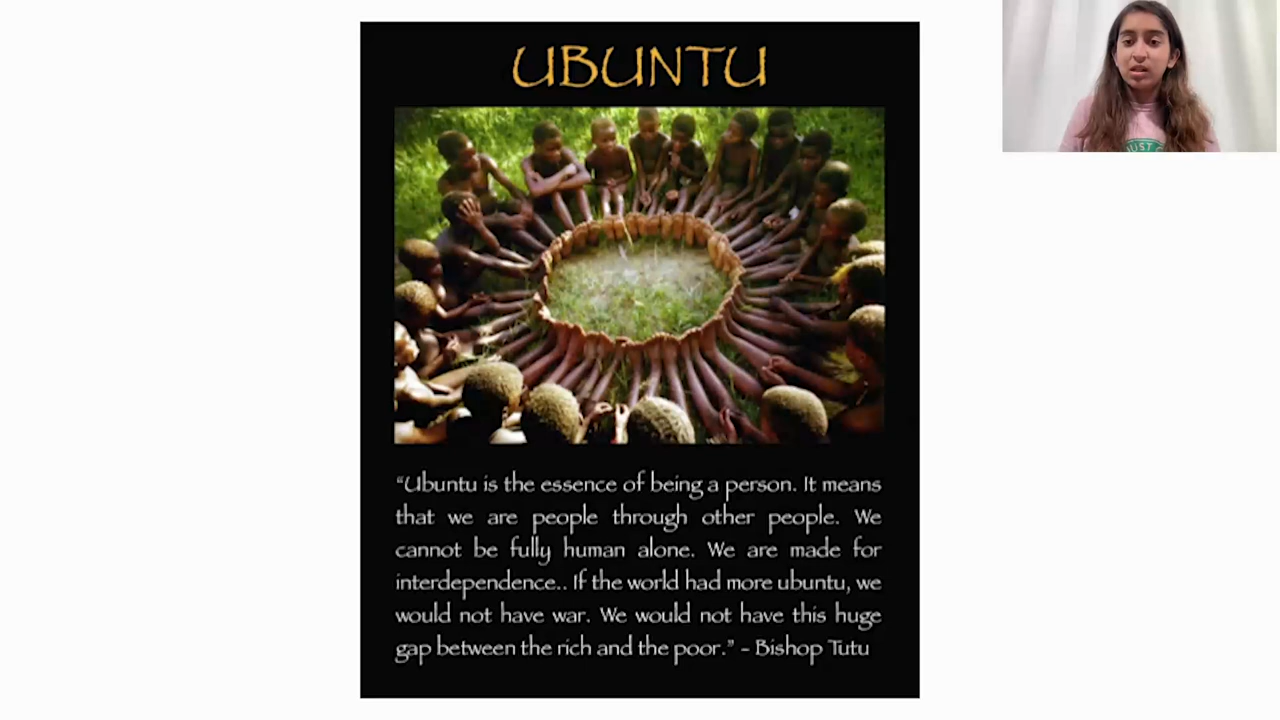 UBUNTU
“Ubuntu is the essence of being a person. It means
that we are people through other people. We
cannot be fully human alone. We are made for
interdependence.. If the world had more ubuntu, we
would not have war. We would not have this huge
gap between the rich and the poor.” - Bishop Tutu
UST